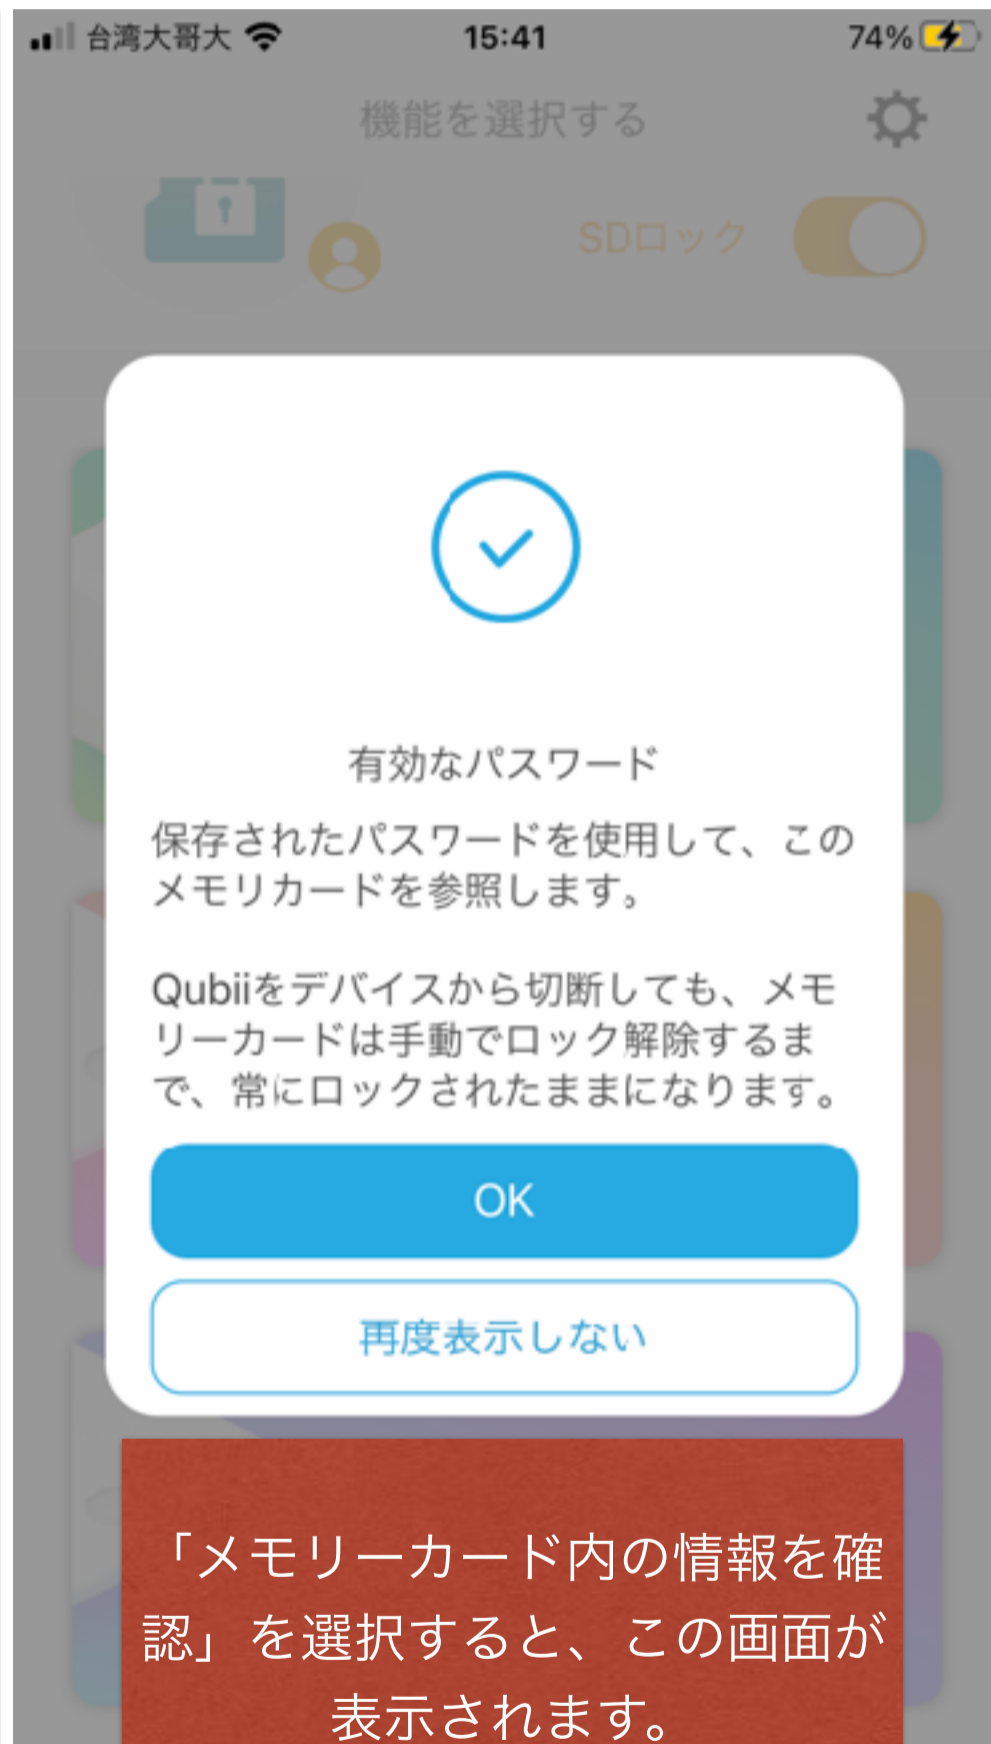 台湾大哥大
15:41
74%
機能を選択する
SDロック
有効なパスワード
保存されたパスワードを使用して、この
メモリカードを参照します。
Qubiiをデバイスから切断しても、メモ
リーカードは手動でロック解除するま
で、常にロックされたままになります。
OK
再度表示しない
「メモリーカード内の情報を確
認」を選択すると、この画面が
表示されます。